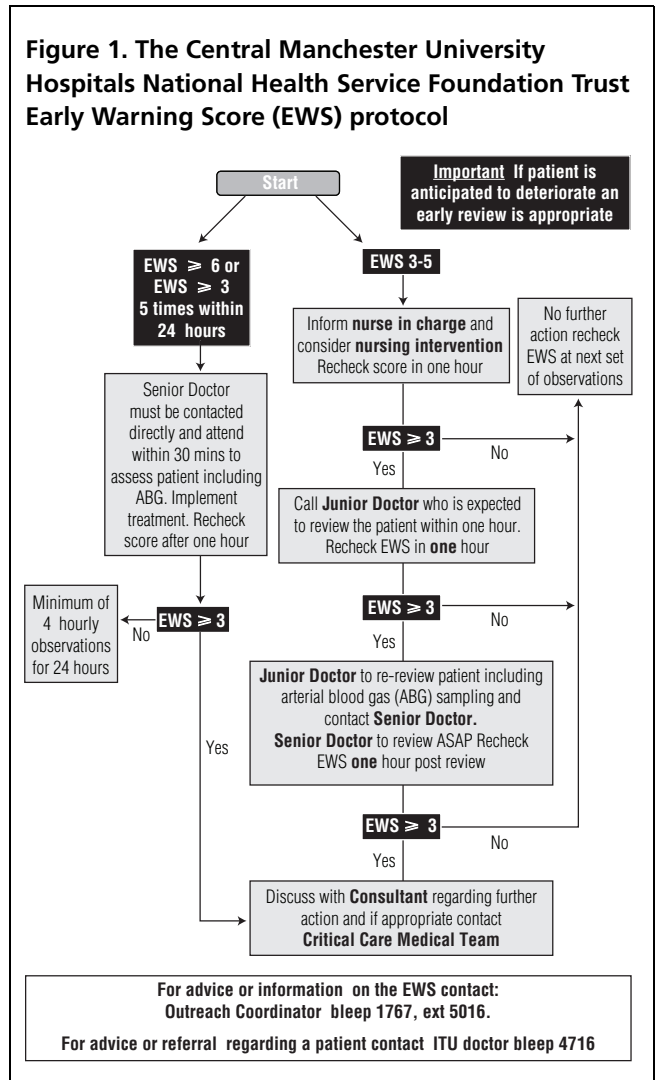 Figure 1. The Central Manchester University
Hospitals National Health Service Foundation Trust
Early Warning Score (EWS) protocol
Start
Important If patient is
anticipated to deteriorate an
early review is appropriate
EWS ⩾ 6 or
EWS ⩾ 3
5 times within
24 hours
EWS 3-5
Inform nurse in charge and
consider nursing intervention
Recheck score in one hour
No further
action recheck
EWS at next set
of observations
Senior Doctor
must be contacted
directly and attend
within 30 mins to
assess patient including
ABG. Implement
treatment. Recheck
score after one hour
EWS ⩾ 3
No
Yes
Call Junior Doctor who is expected
to review the patient within one hour.
Recheck EWS in one hour
Minimum of
4 hourly
observations
for 24 hours
No
EWS ⩾ 3
Yes
EWS ⩾ 3
No
Yes
Junior Doctor to re-review patient including
arterial blood gas (ABG) sampling and
contact Senior Doctor.
Senior Doctor to review ASAP Recheck
EWS one hour post review
EWS ⩾ 3
No
Yes
Discuss with Consultant regarding further
action and if appropriate contact
Critical Care Medical Team
For advice or information on the EWS contact:
Outreach Coordinator bleep 1767, ext 5016.
For advice or referral regarding a patient contact ITU doctor bleep 4716